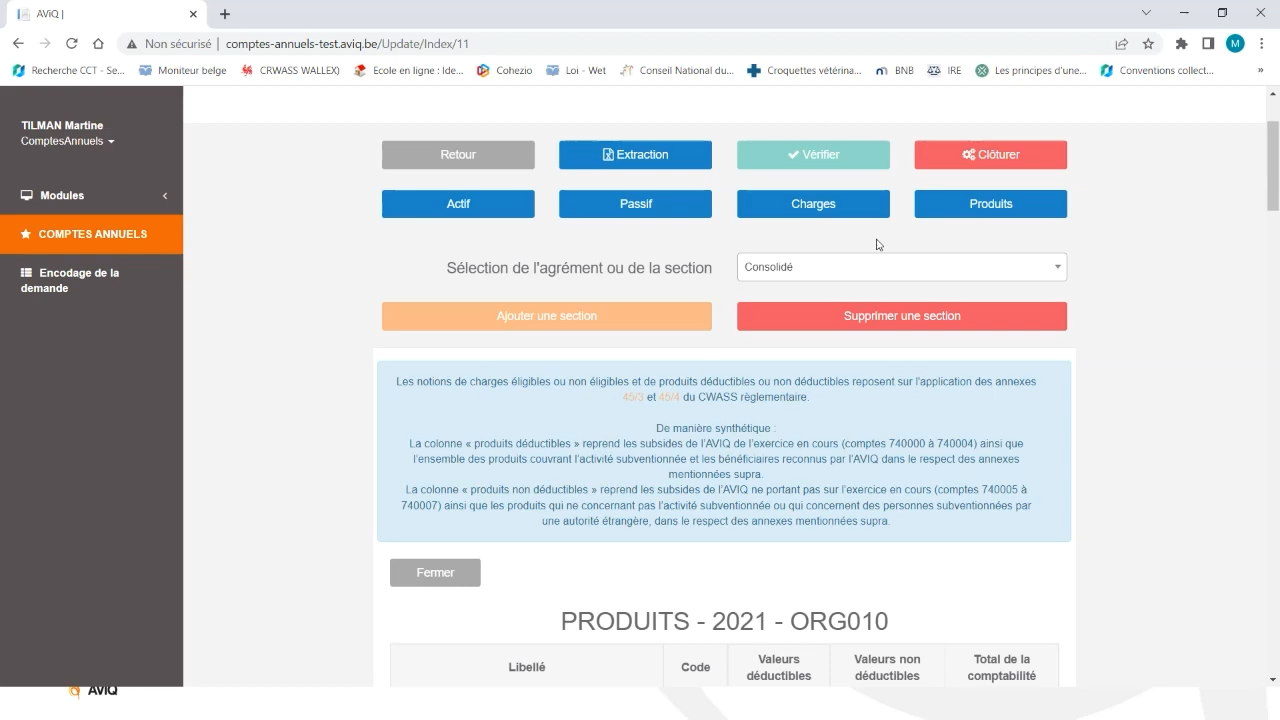 AViQ |
Non sécurisé | comptes-annuels-test.aviq.be/Update/Index/11
M
Recherche CCT - Se... Moniteur belge CRWASS WALLEX) Ecole en ligne : Ide... Cohezio Loi - Wet Conseil National du... Croquettes vétérina... BNB IRE Les principes d'une... Conventions collect... »
TILMAN Martine
ComptesAnnuels
Modules
COMPTES ANNUELS
Encodage de la
demande
Retour Extraction Vérifier Clôturer
Actif Passif Charges Produits
Sélection de l'agrément ou de la section Consolidé
Ajouter une section Supprimer une section
Les notions de charges éligibles ou non éligibles et de produits déductibles ou non déductibles reposent sur l'application des annexes
45/3 et 45/4 du CWASS règlementaire.
De manière synthétique :
La colonne « produits déductibles » reprend les subsides de l'AVIQ de l'exercice en cours (comptes 740000 à 740004) ainsi que
l'ensemble des produits couvrant l'activité subventionnée et les bénéficiaires reconnus par l'AVIQ dans le respect des annexes
mentionnées supra.
La colonne « produits non déductibles » reprend les subsides de l'AVIQ ne portant pas sur l'exercice en cours (comptes 740005 à
740007) ainsi que les produits qui ne concernant pas l'activité subventionnée ou qui concernent des personnes subventionnées par
une autorité étrangère, dans le respect des annexes mentionnées supra.
Fermer
PRODUITS - 2021 - ORG010
Libellé Code Valeurs déductibles Valeurs non déductibles Total de la comptabilité
AVIQ